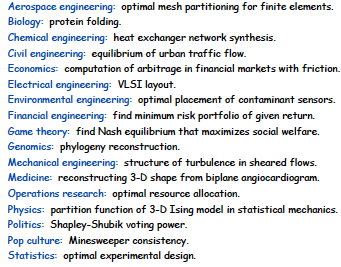 Aerospace engineering: optimal mesh partitioning for finite elements.
Biology: protein folding.
Chemical engineering: heat exchanger network synthesis.
Civil engineering: equilibrium of urban traffic flow.
Economics: computation of arbitrage in financial markets with friction.
Electrical engineering: VLSI layout.
Environmental engineering: optimal placement of contaminant sensors.
Financial engineering: find minimum risk portfolio of given return.
Game theory: find Nash equilibrium that maximizes social welfare.
Genomics: phylogeny reconstruction.
Mechanical engineering: structure of turbulence in sheared flows.
Medicine: reconstructing 3-D shape from biplane angiocardiogram.
Operations research: optimal resource allocation.
Physics: partition function of 3-D Ising model in statistical mechanics.
Politics: Shapley-Shubik voting power.
Pop culture: Minesweeper consistency.
Statistics: optimal experimental design.